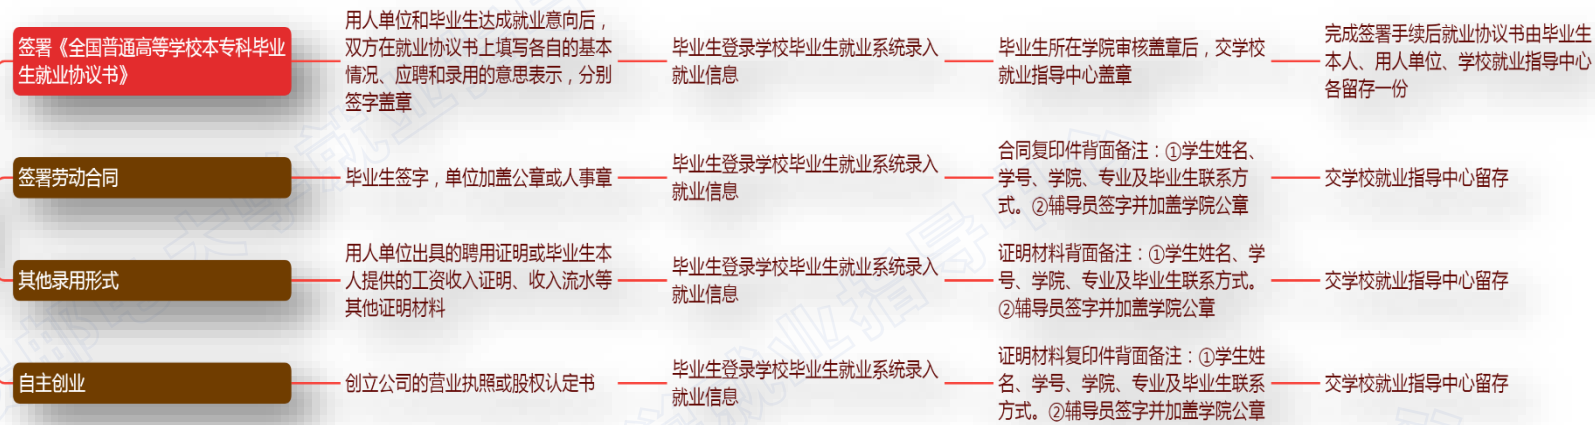 签署《全国普通高等学校本专科毕业
生就业协议书》
用人单位和毕业生达成就业意向后，
双方在就业协议书上填写各自的基本
情况、应聘和录用的意思表示，分别
签字盖章
毕业生登录学校毕业生就业系统录入
就业信息
毕业生所在学院审核盖章后，交学校
就业指导中心盖章
完成签署手续后就业协议书由毕业生
本人、用人单位、学校就业指导中心
各留存一份
签署劳动合同
毕业生签字，单位加盖公章或人事章
毕业生登录学校毕业生就业系统录入
就业信息
合同复印件背面备注：①学生姓名、
学号、学院、专业及毕业生联系方
式。②辅导员签字并加盖学院公章
交学校就业指导中心留存
其他录用形式
用人单位出具的聘用证明或毕业生本
人提供的工资收入证明、收入流水等
其他证明材料
毕业生登录学校毕业生就业系统录入
就业信息
证明材料背面备注：①学生姓名、学
号、学院、专业及毕业生联系方式。
②辅导员签字并加盖学院公章
交学校就业指导中心留存
自主创业
创立公司的营业执照或股权认定书
毕业生登录学校毕业生就业系统录入
就业信息
证明材料复印件背面备注：①学生姓
名、学号、学院、专业及毕业生联系
方式。②辅导员签字并加盖学院公章
交学校就业指导中心留存